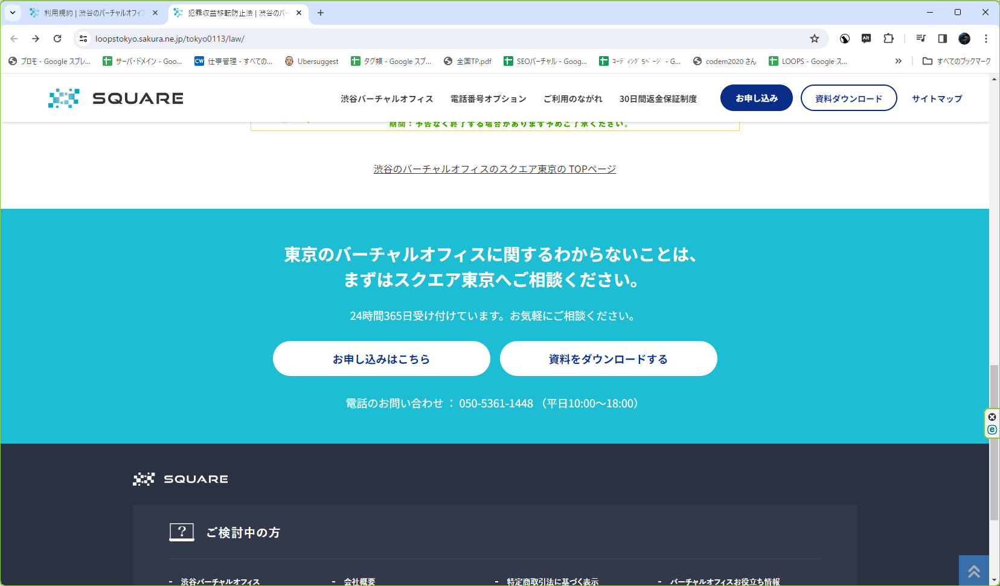 利用規約 | 渋谷のバーチャルオフィス
犯罪収益移転防止法 | 渋谷のバー
loopstokyo.sakura.ne.jp/tokyo0113/law/
プロモ - Google スプレ...
サーバ・ドメイン - Goo...
CW 仕事管理 - すべての...
Ubersuggest
タグ類 - Google スプ...
全国TP.pdf
SEOバーチャル - Goog...
コーディング5ページ - G...
codem2020 さん
LOOPS - Google ス...
すべてのブックマーク
SQUARE
渋谷バーチャルオフィス
電話番号オプション
ご利用のながれ
30日間返金保証制度
お申し込み
資料ダウンロード
サイトマップ
期間：予告なく終了する場合があります予めご了承ください。
渋谷のバーチャルオフィスのスクエア東京の TOPページ
東京のバーチャルオフィスに関するわからないことは、
まずはスクエア東京へご相談ください。
24時間365日受け付けています。お気軽にご相談ください。
お申し込みはこちら
資料をダウンロードする
電話のお問い合わせ ： 050-5361-1448 （平日10:00〜18:00）
SQUARE
? ご検討中の方
- 渋谷バーチャルオフィス
- 会社概要
- 特定商取引法に基づく表示
- バーチャルオフィスお役立ち情報